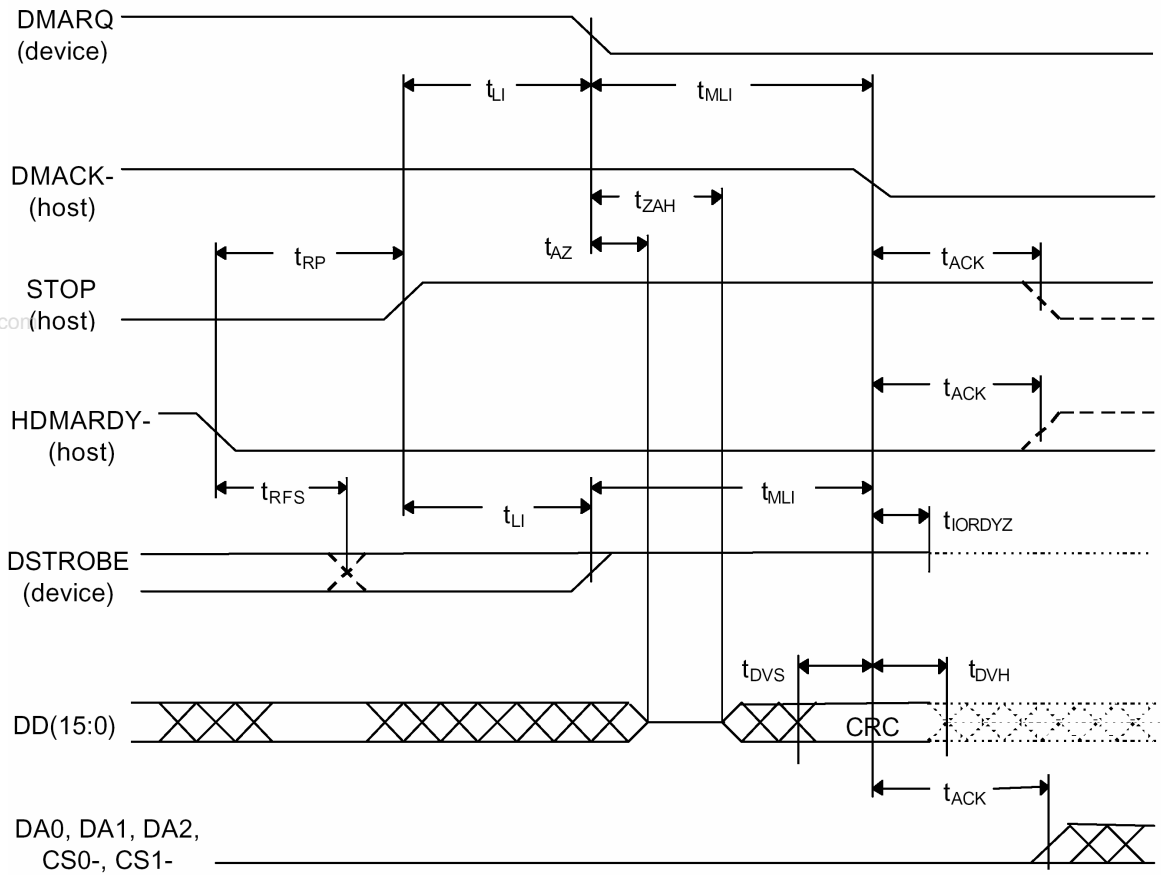 DMARQ
(device)
tLI
tMLI
DMACK-
(host)
tZAH
tAZ
tRP
tACK
STOP
(host)
com
tACK
HDMARDY-
(host)
tRFS
tLI
tMLI
tIORDYZ
DSTROBE
(device)
tDVS
tDVH
DD(15:0)
CRC
tACK
DA0, DA1, DA2,
CS0-, CS1-